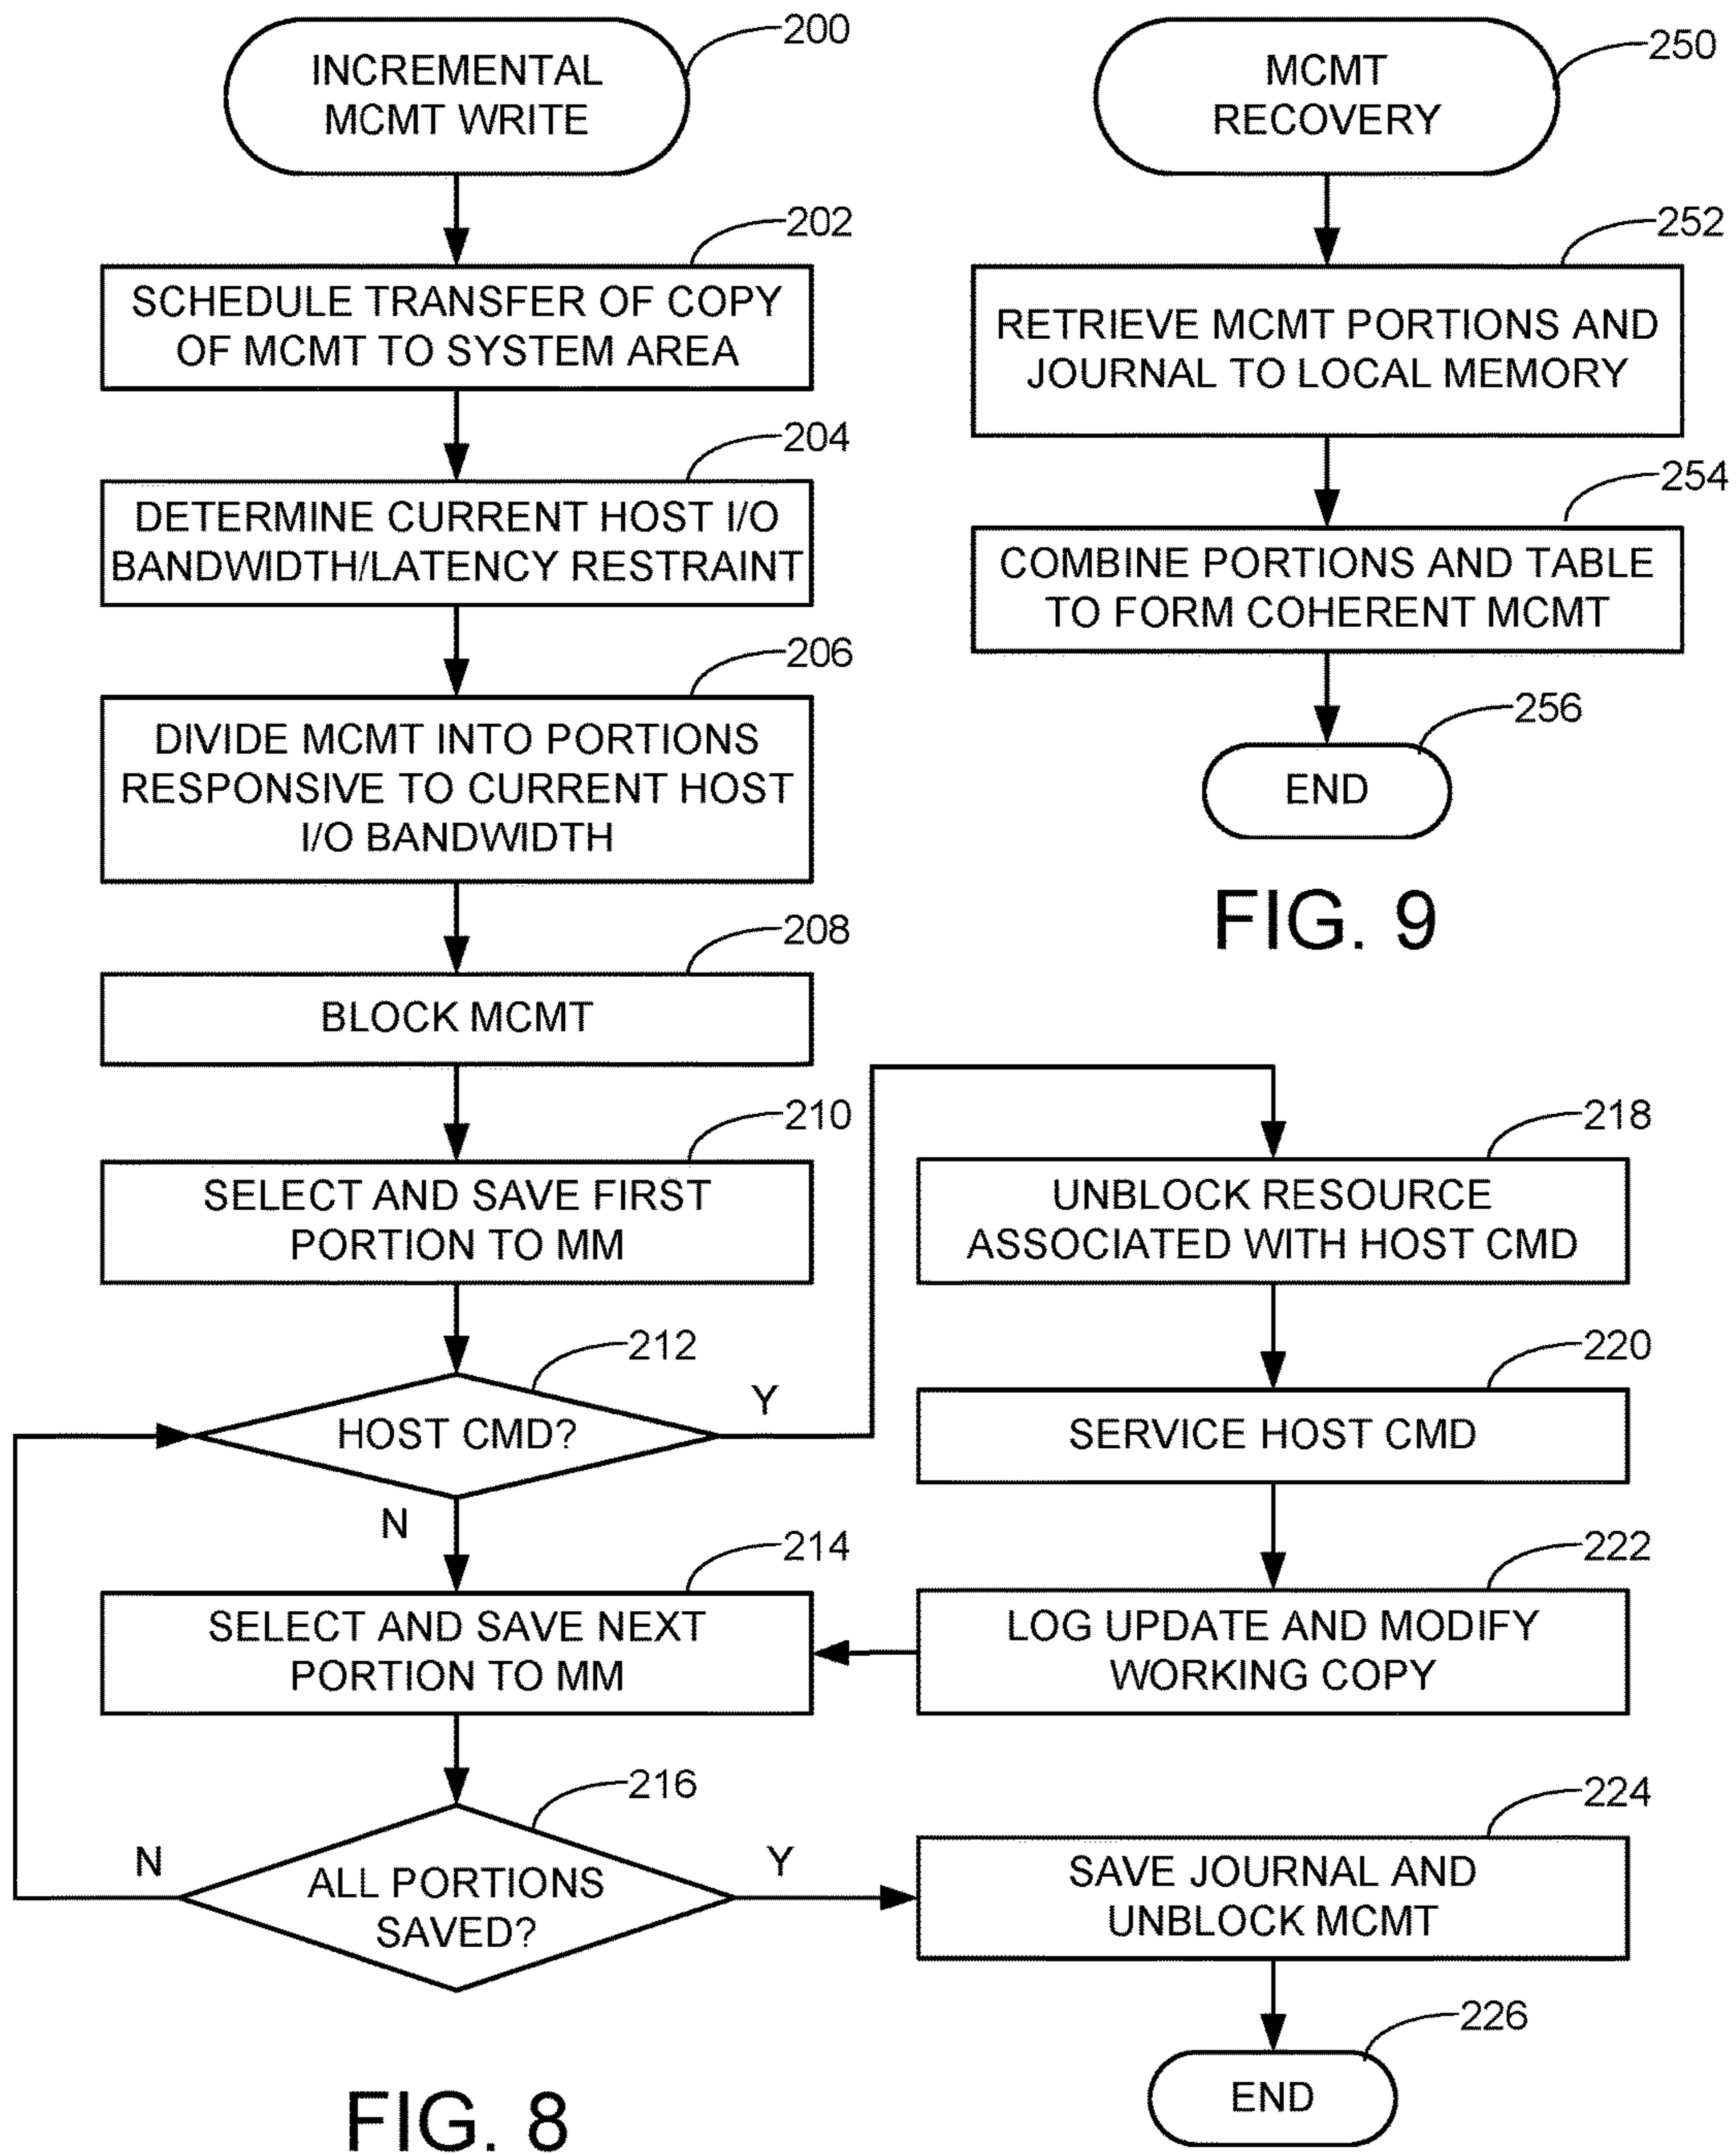 200
INCREMENTAL
MCMT WRITE
202
SCHEDULE TRANSFER OF COPY
OF MCMT TO SYSTEM AREA
204
DETERMINE CURRENT HOST I/O
BANDWIDTH/LATENCY RESTRAINT
206
DIVIDE MCMT INTO PORTIONS
RESPONSIVE TO CURRENT HOST
I/O BANDWIDTH
208
BLOCK MCMT
210
SELECT AND SAVE FIRST
PORTION TO MM
212
HOST CMD?
Y
N
214
SELECT AND SAVE NEXT
PORTION TO MM
216
ALL PORTIONS
SAVED?
N
Y
218
UNBLOCK RESOURCE
ASSOCIATED WITH HOST CMD
220
SERVICE HOST CMD
222
LOG UPDATE AND MODIFY
WORKING COPY
224
SAVE JOURNAL AND
UNBLOCK MCMT
226
END
FIG. 8
250
MCMT
RECOVERY
252
RETRIEVE MCMT PORTIONS AND
JOURNAL TO LOCAL MEMORY
254
COMBINE PORTIONS AND TABLE
TO FORM COHERENT MCMT
256
END
FIG. 9